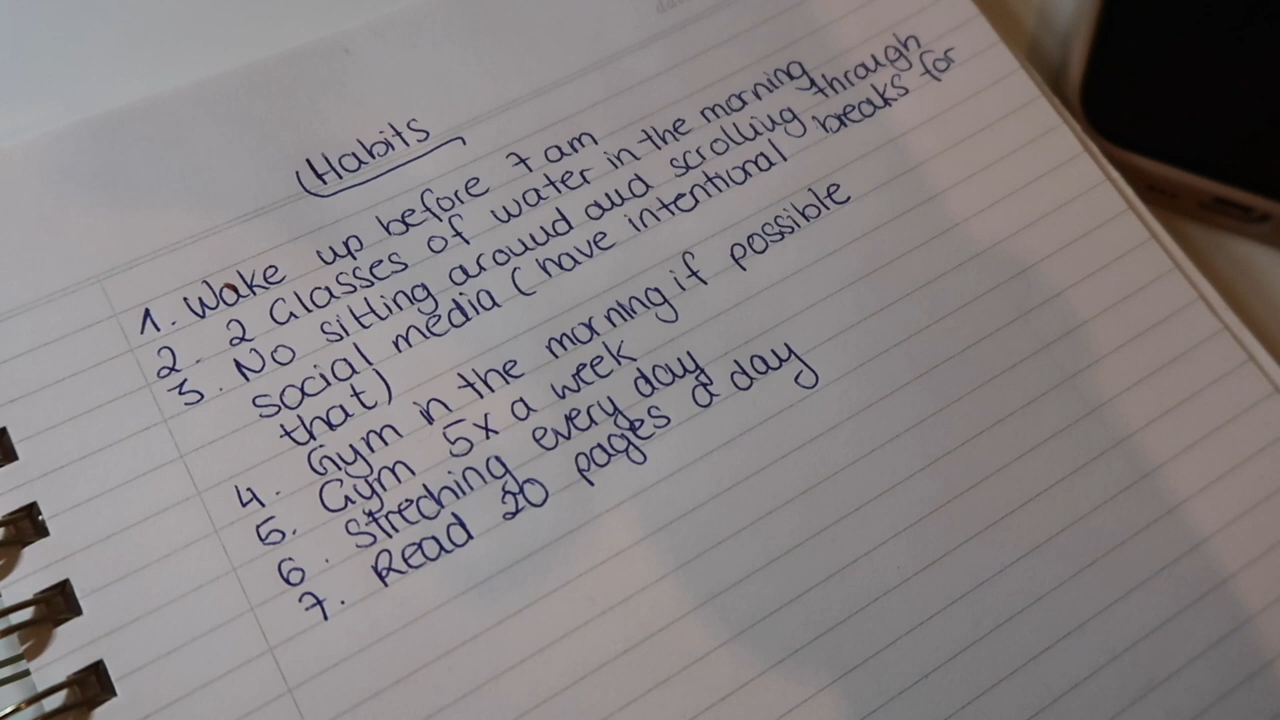 Habits
1. Wake up before 7 am
2. 2 Glasses of water in the morning
3. No sitting around and scrolling through
social media (have intentional breaks for
that)
4. Gym in the morning if possible
5. Gym 5x a week
6. Streching every day
7. Read 20 pages a day